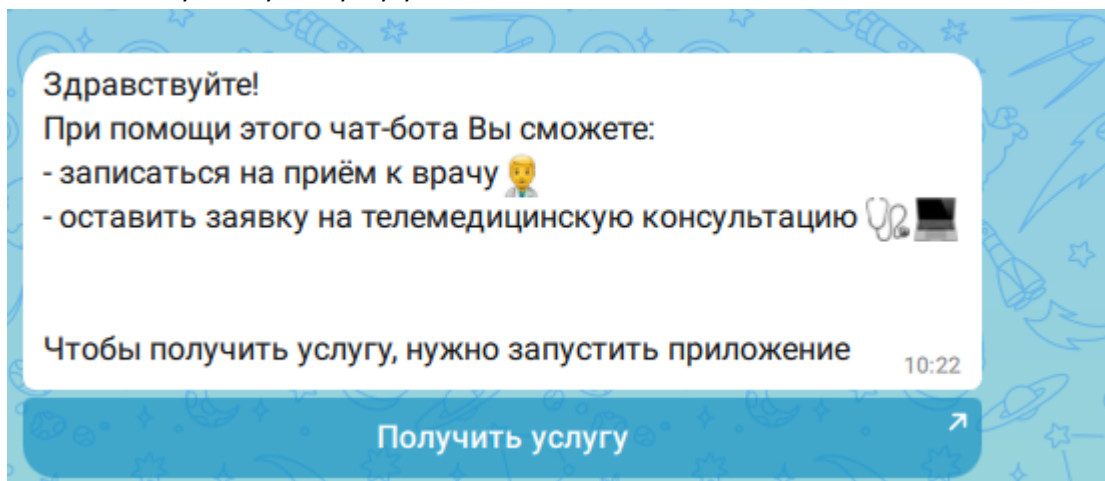 Здравствуйте!
При помощи этого чат-бота Вы сможете:
- записаться на приём к врачу👨‍⚕️
- оставить заявку на телемедицинскую консультацию 🩺💻
Чтобы получить услугу, нужно запустить приложение
10:22
Получить услугу